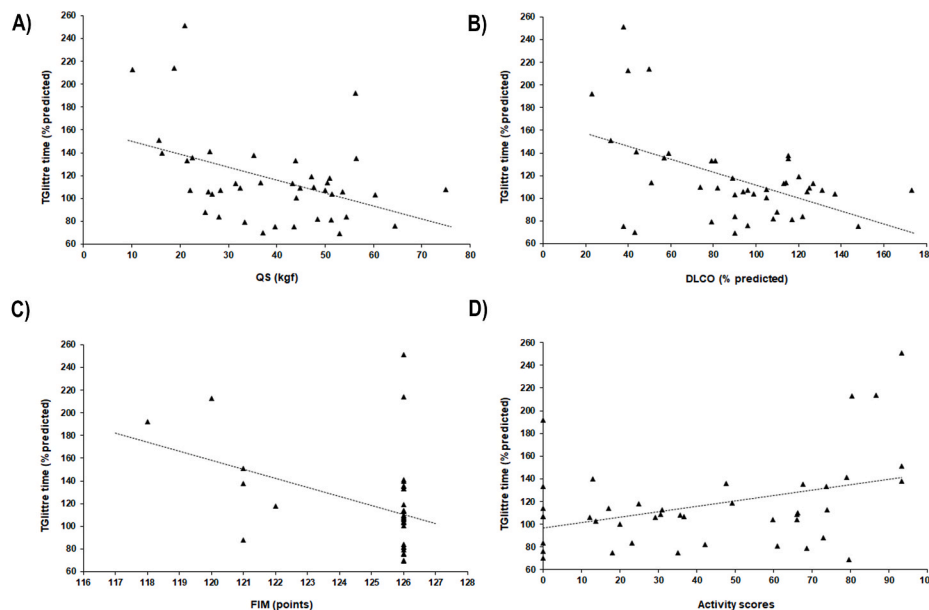 A)
TGlittre time (% predicted)
260
240
220
200
180
160
140
120
100
80
60
0 10 20 30 40 50 60 70 80
QS (kgf)
B)
TGlittre time (% predicted)
260
240
220
200
180
160
140
120
100
80
60
0 20 40 60 80 100 120 140 160 180
DLCO (% predicted)
C)
TGlittre time (% predicted)
260
240
220
200
180
160
140
120
100
80
60
116 117 118 119 120 121 122 123 124 125 126 127 128
FIM (points)
D)
TGlittre time (% predicted)
260
240
220
200
180
160
140
120
100
80
60
0 10 20 30 40 50 60 70 80 90 100
Activity scores